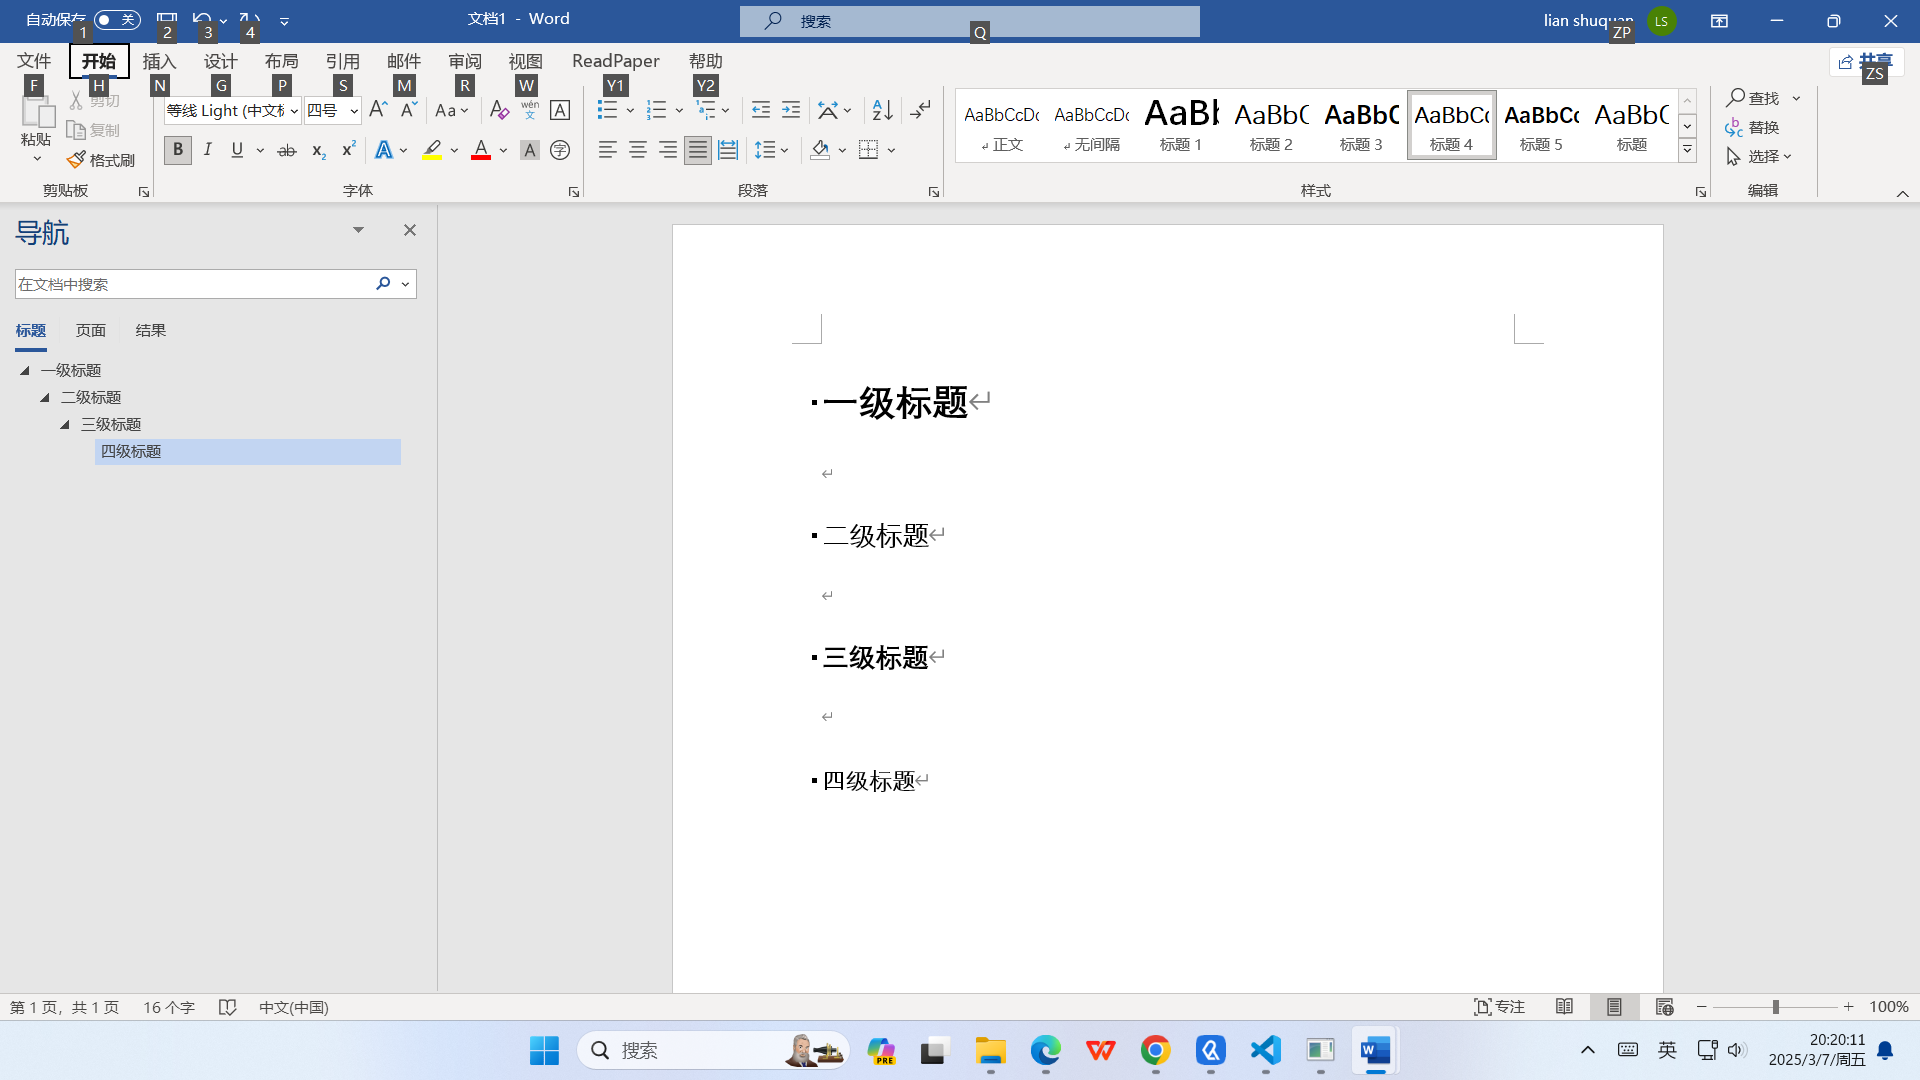 自动保存 关 文档1 - Word 搜索 lian shuquan LS
1 2 3 4 Q ZP
文件 开始 插入 设计 布局 引用 邮件 审阅 视图 ReadPaper 帮助 共享
F H N G P S M R W Y1 Y2 ZS
粘贴 剪切 复制 格式刷
等线 Light (中文标 四号
AaBbCcDc AaBbCcDc AaBb AaBbC AaBbC AaBbCc AaBbCc AaBbC
正文 无间隔 标题 1 标题 2 标题 3 标题 4 标题 5 标题
查找
替换
选择
剪贴板 字体 段落 样式 编辑
导航
在文档中搜索
标题 页面 结果
一级标题
二级标题
三级标题
四级标题
一级标题
二级标题
三级标题
四级标题
第 1 页，共 1 页 16 个字 中文(中国) 专注 100%
搜索 PRE 英 20:20:11
2025/3/7/周五